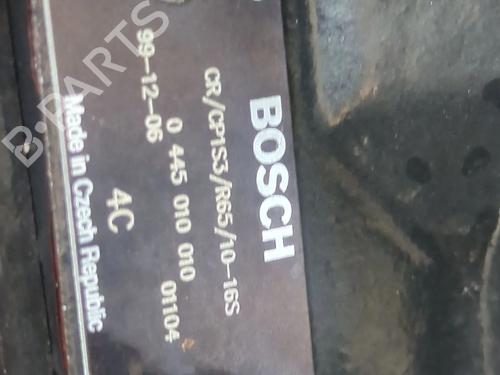 BOSCH
CR/CP1S3/R65/10-16S
0 445 010 010
99-12-06 01104
4C
Made in Czech Republic
B-PARTS